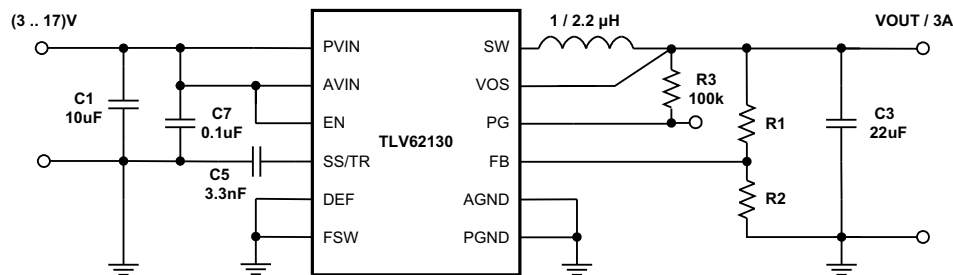 (3 .. 17)V
1 / 2.2 µH
VOUT / 3A
PVIN
SW
AVIN
VOS
R3
100k
C1
10uF
C7
0.1uF
EN
PG
TLV62130
R1
C3
22uF
SS/TR
FB
C5
3.3nF
DEF
AGND
R2
FSW
PGND